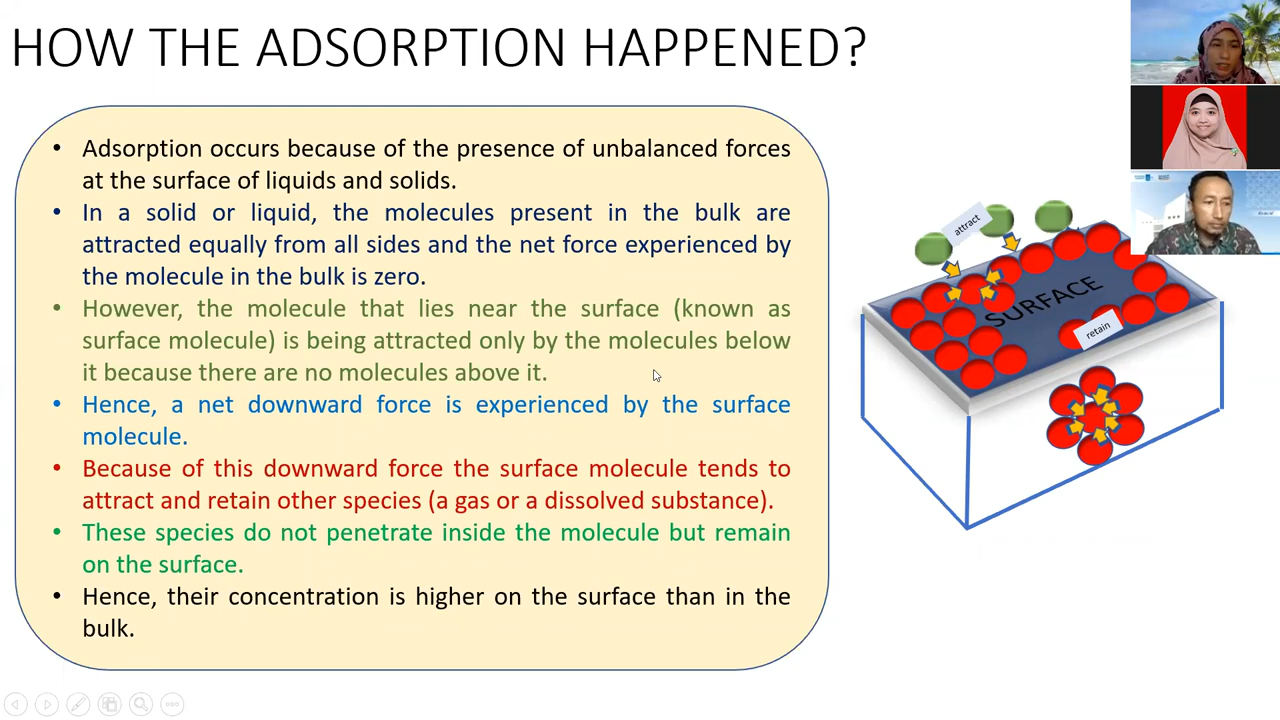 HOW THE ADSORPTION HAPPENED?
• Adsorption occurs because of the presence of unbalanced forces
at the surface of liquids and solids.
• In a solid or liquid, the molecules present in the bulk are
attracted equally from all sides and the net force experienced by
the molecule in the bulk is zero.
• However, the molecule that lies near the surface (known as
surface molecule) is being attracted only by the molecules below
it because there are no molecules above it.
• Hence, a net downward force is experienced by the surface
molecule.
• Because of this downward force the surface molecule tends to
attract and retain other species (a gas or a dissolved substance).
• These species do not penetrate inside the molecule but remain
on the surface.
• Hence, their concentration is higher on the surface than in the
bulk.
attract
SURFACE
retain